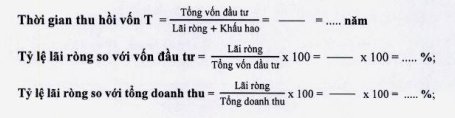 Thời gian thu hồi vốn T = Tổng vốn đầu tư / Lãi ròng + Khấu hao = —— = ..... năm
Tỷ lệ lãi ròng so với vốn đầu tư = Lãi ròng / Tổng vốn đầu tư x 100 = —— x 100 = ..... %;
Tỷ lệ lãi ròng so với tổng doanh thu = Lãi ròng / Tổng doanh thu x 100 = —— x 100 = ..... %;